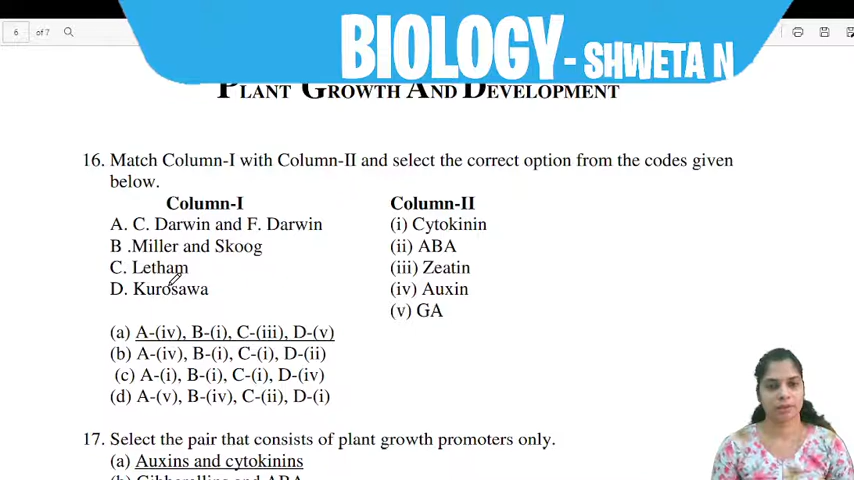 6 of 7
BIOLOGY - SHWETA N
PLANT GROWTH AND DEVELOPMENT
16. Match Column-I with Column-II and select the correct option from the codes given
below.
Column-I Column-II
A. C. Darwin and F. Darwin (i) Cytokinin
B .Miller and Skoog (ii) ABA
C. Letham (iii) Zeatin
D. Kurosawa (iv) Auxin
(v) GA
(a) A-(iv), B-(i), C-(iii), D-(v)
(b) A-(iv), B-(i), C-(i), D-(ii)
(c) A-(i), B-(i), C-(i), D-(iv)
(d) A-(v), B-(iv), C-(ii), D-(i)
17. Select the pair that consists of plant growth promoters only.
(a) Auxins and cytokinins
(b) Gibberellins and ABA